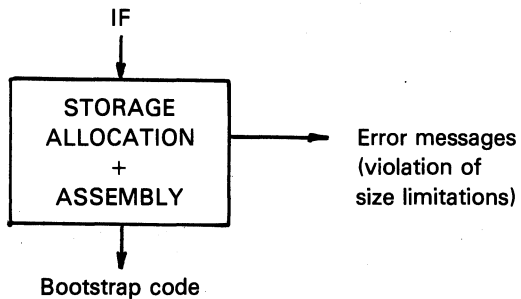 IF
STORAGE
ALLOCATION
+
ASSEMBLY
Error messages
(violation of
size limitations)
Bootstrap code